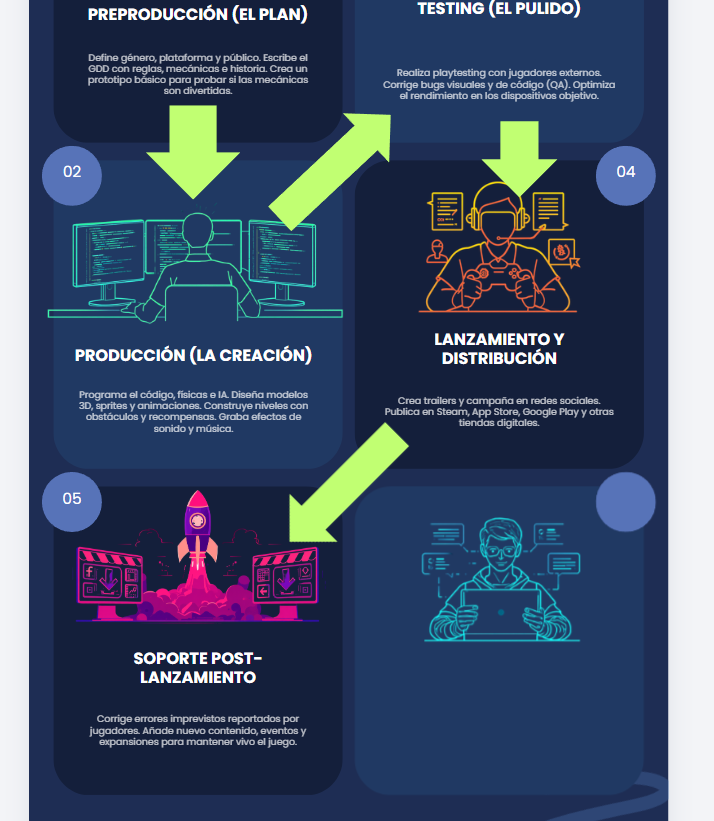 PREPRODUCCIÓN (EL PLAN)
Define género, plataforma y público. Escribe el
GDD con reglas, mecánicas e historia. Crea un
prototipo básico para probar si las mecánicas
son divertidas.
TESTING (EL PULIDO)
Realiza playtesting con jugadores externos.
Corrige bugs visuales y de código (QA). Optimiza
el rendimiento en los dispositivos objetivo.
02
PRODUCCIÓN (LA CREACIÓN)
Programa el código, físicas e IA. Diseña modelos
3D, sprites y animaciones. Construye niveles con
obstáculos y recompensas. Graba efectos de
sonido y música.
04
LANZAMIENTO Y
DISTRIBUCIÓN
Crea trailers y campaña en redes sociales.
Publica en Steam, App Store, Google Play y otras
tiendas digitales.
05
SOPORTE POST-
LANZAMIENTO
Corrige errores imprevistos reportados por
jugadores. Añade nuevo contenido, eventos y
expansiones para mantener vivo el juego.